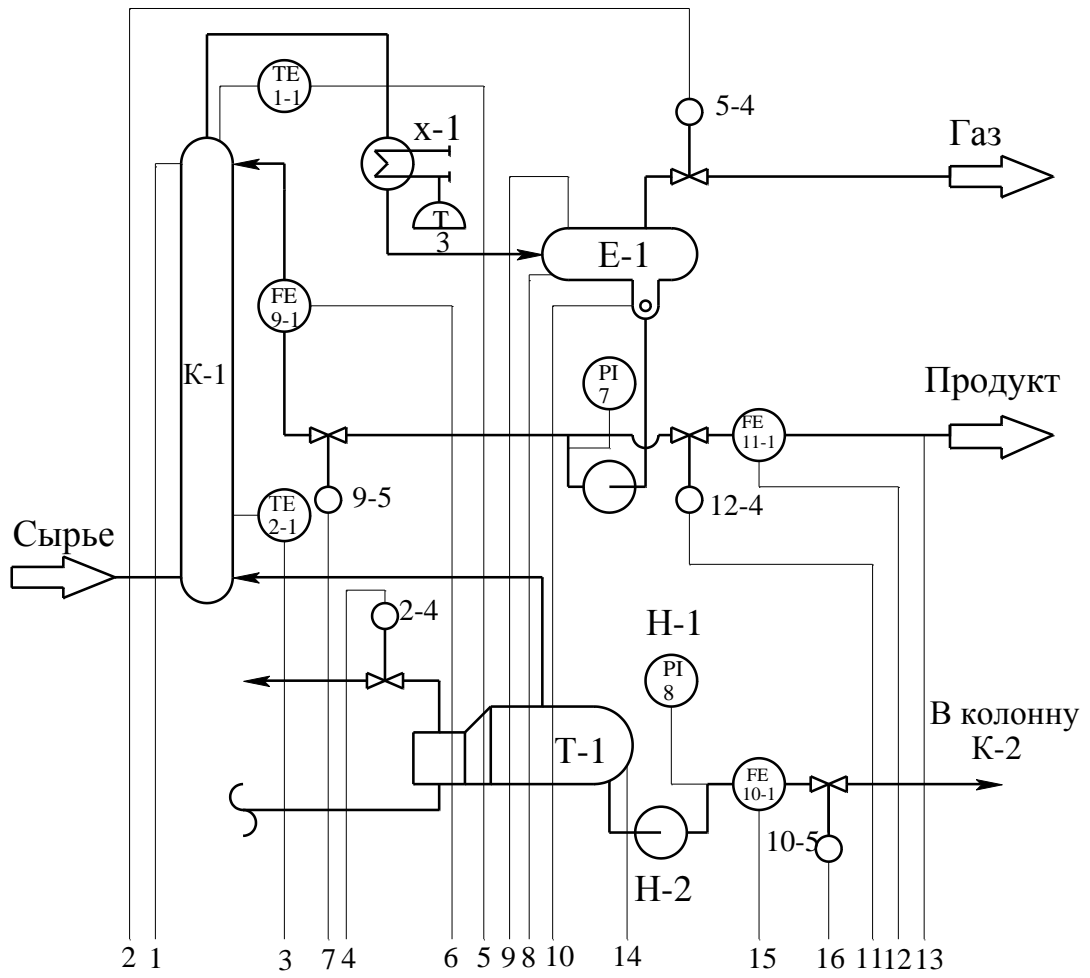 TE
1-1
х-1
5-4
Газ
Т
3
Е-1
FE
9-1
К-1
PI
7
Продукт
FE
11-1
TE
2-1
9-5
12-4
Сырье
2-4
Н-1
PI
8
Т-1
В колонну
К-2
FE
10-1
10-5
Н-2
2 1 3 7 4 6 5 9 8 10 14 15 16 11 12 13